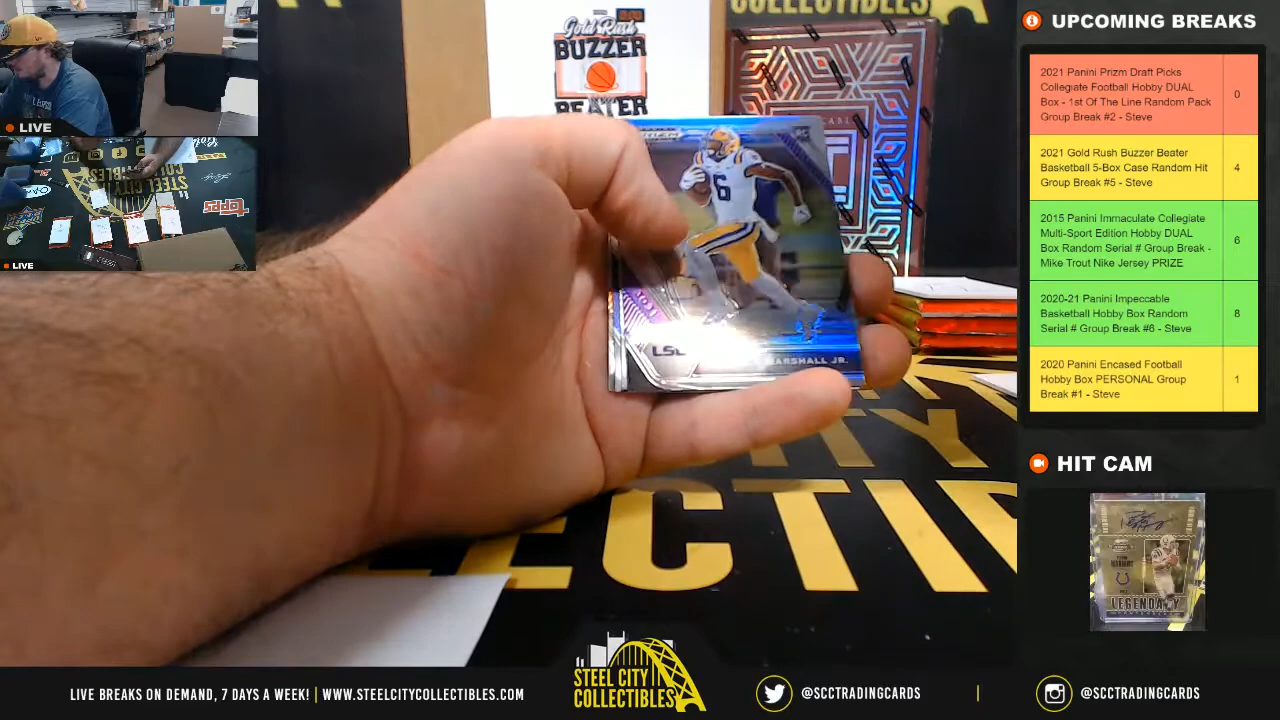 LIVE
LIVE
topps
Gold Rush
BUZZER
BEATER
COLLECTIBLES
6
RC
LSU
MARSHALL JR.
TY
ECTI
UPCOMING BREAKS
2021 Panini Prizm Draft Picks
Collegiate Football Hobby DUAL
Box - 1st Of The Line Random Pack
Group Break #2 - Steve
0
2021 Gold Rush Buzzer Beater
Basketball 5-Box Case Random Hit
Group Break #5 - Steve
4
2015 Panini Immaculate Collegiate
Multi-Sport Edition Hobby DUAL
Box Random Serial # Group Break -
Mike Trout Nike Jersey PRIZE
6
2020-21 Panini Impeccable
Basketball Hobby Box Random
Serial # Group Break #6 - Steve
8
2020 Panini Encased Football
Hobby Box PERSONAL Group
Break #1 - Steve
1
HIT CAM
LEGENDARY
LIVE BREAKS ON DEMAND, 7 DAYS A WEEK! | WWW.STEELCITYCOLLECTIBLES.COM
STEEL CITY
COLLECTIBLES
@SCCTRADINGCARDS
@SCCTRADINGCARDS